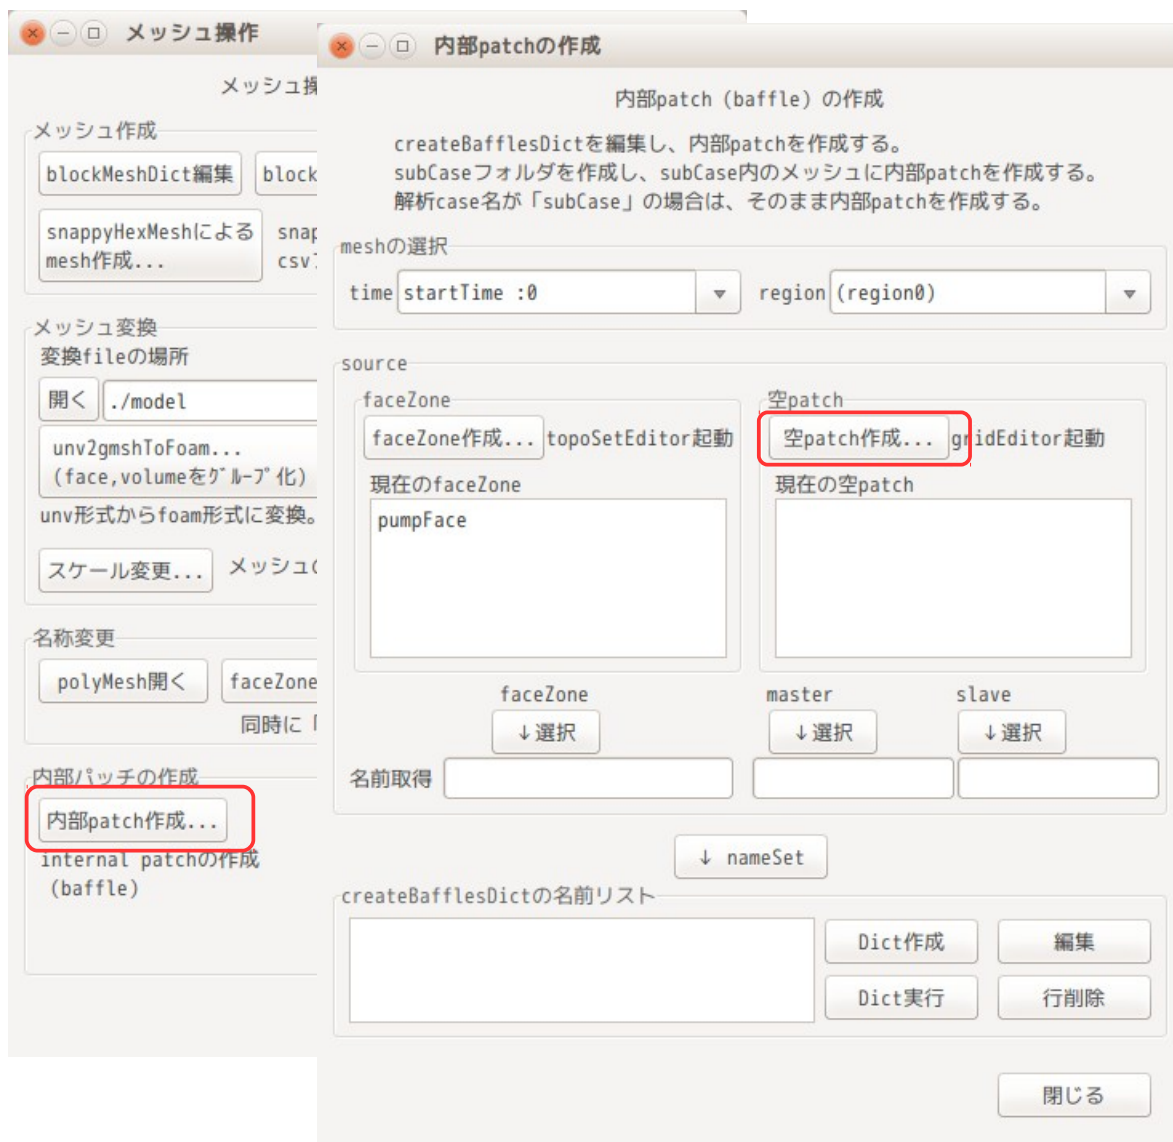 メッシュ操作
メッシュ操
メッシュ作成
blockMeshDict編集
block
snappyHexMeshによる
mesh作成...
snap
csv
メッシュ変換
変換fileの場所
開く
./model
unv2gmshToFoam...
(face,volumeをグループ化)
unv形式からfoam形式に変換。
スケール変更...
メッシュの
名称変更
polyMesh開く
faceZone
同時に「
内部パッチの作成
内部patch作成...
internal patchの作成
(baffle)
内部patchの作成
内部patch (baffle) の作成
createBafflesDictを編集し、内部patchを作成する。
subCaseフォルダを作成し、subCase内のメッシュに内部patchを作成する。
解析case名が「subCase」の場合は、そのまま内部patchを作成する。
meshの選択
time startTime :0 region (region0)
source
faceZone
faceZone作成... topoSetEditor起動
現在のfaceZone
pumpFace
空patch
空patch作成... gridEditor起動
現在の空patch
faceZone master slave
↓選択 ↓選択 ↓選択
名前取得
↓ nameSet
createBafflesDictの名前リスト
Dict作成 編集
Dict実行 行削除
閉じる